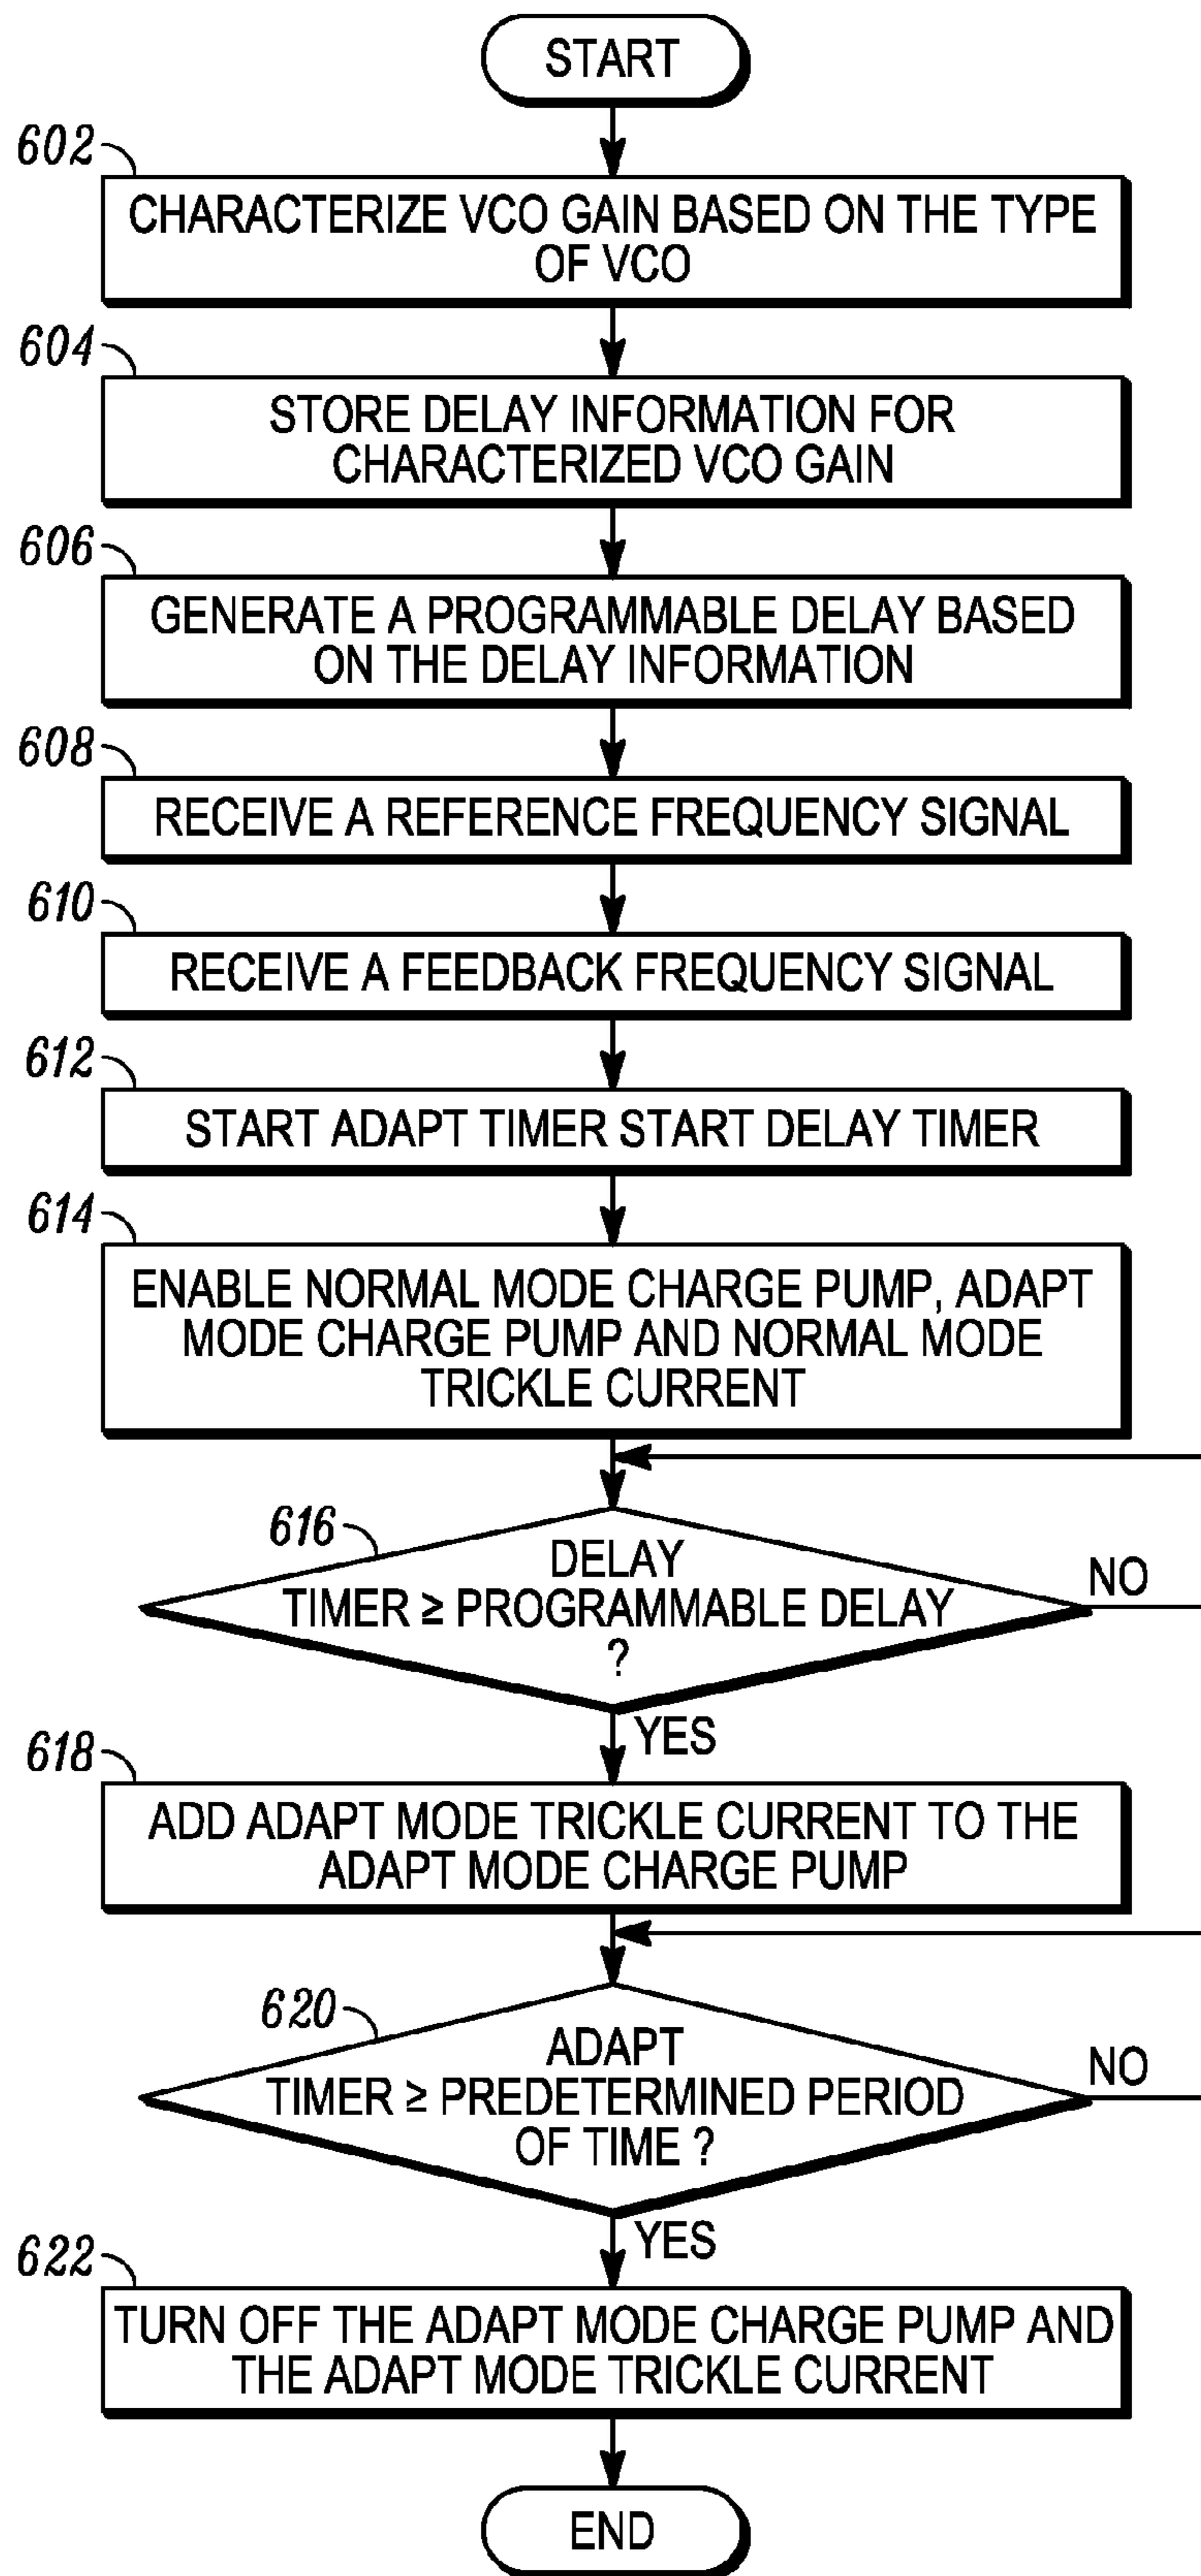 START
602
CHARACTERIZE VCO GAIN BASED ON THE TYPE
OF VCO
604
STORE DELAY INFORMATION FOR
CHARACTERIZED VCO GAIN
606
GENERATE A PROGRAMMABLE DELAY BASED
ON THE DELAY INFORMATION
608
RECEIVE A REFERENCE FREQUENCY SIGNAL
610
RECEIVE A FEEDBACK FREQUENCY SIGNAL
612
START ADAPT TIMER START DELAY TIMER
614
ENABLE NORMAL MODE CHARGE PUMP, ADAPT
MODE CHARGE PUMP AND NORMAL MODE
TRICKLE CURRENT
616
DELAY
TIMER ≥ PROGRAMMABLE DELAY
?
NO
YES
618
ADD ADAPT MODE TRICKLE CURRENT TO THE
ADAPT MODE CHARGE PUMP
620
ADAPT
TIMER ≥ PREDETERMINED PERIOD
OF TIME ?
NO
YES
622
TURN OFF THE ADAPT MODE CHARGE PUMP AND
THE ADAPT MODE TRICKLE CURRENT
END